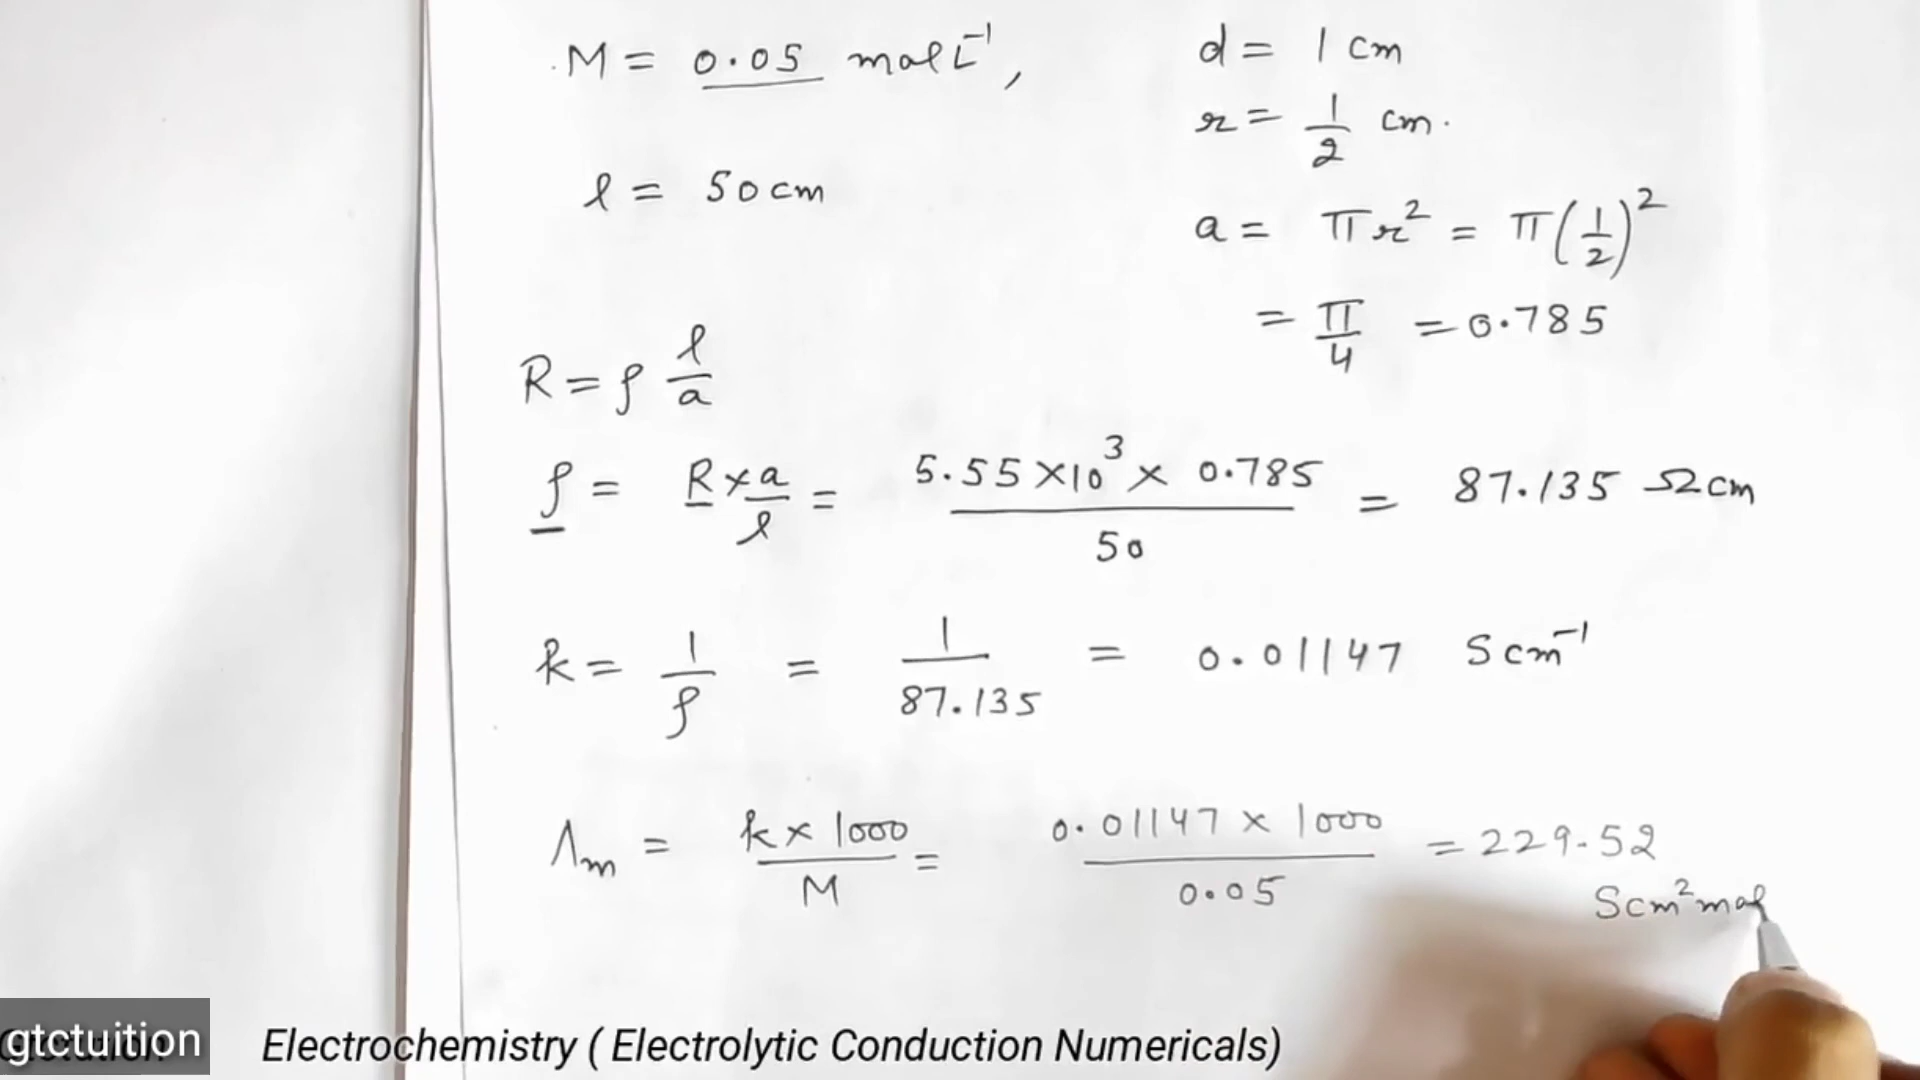 M = 0.05 mol L⁻¹,
l = 50 cm
d = 1 cm
r = 1/2 cm.
a = πr² = π(1/2)²
= π/4 = 0.785
R = ρ l/a
ρ = R × a/l = 5.55 × 10³ × 0.785 / 50 = 87.135 Ω cm
k = 1/ρ = 1/87.135 = 0.01147 S cm⁻¹
Λm = k × 1000 / M = 0.01147 × 1000 / 0.05 = 229.52
S cm² mol
gtctuition
Electrochemistry ( Electrolytic Conduction Numericals)